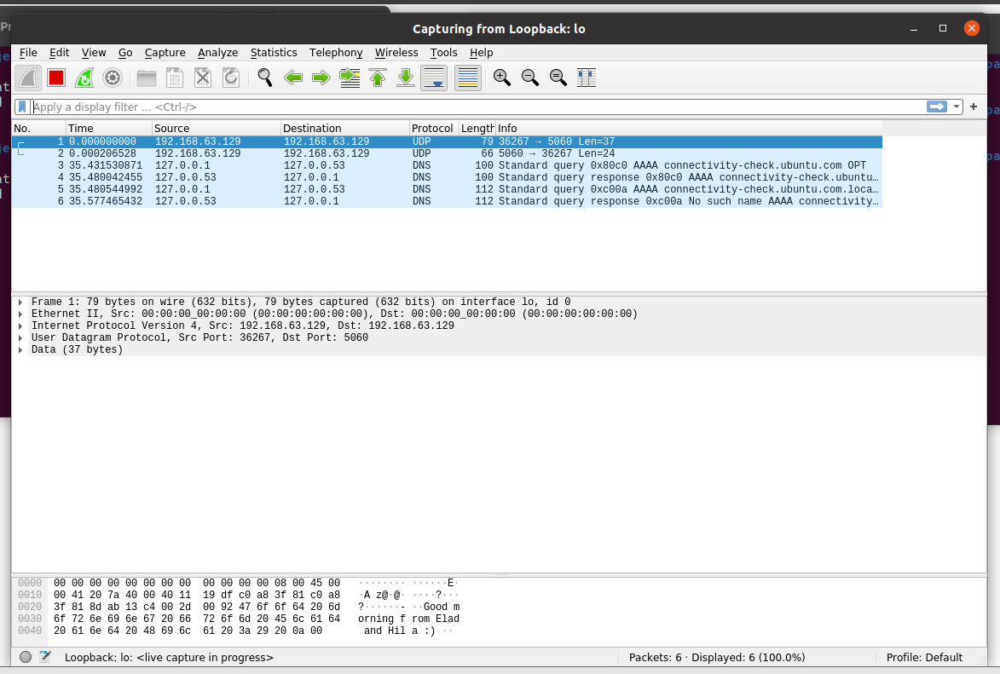 Capturing from Loopback: lo
File Edit View Go Capture Analyze Statistics Telephony Wireless Tools Help
Apply a display filter ... <Ctrl-/>
No. Time Source Destination Protocol Length Info
1 0.000000000 192.168.63.129 192.168.63.129 UDP 79 36267 → 5060 Len=37
2 0.000206528 192.168.63.129 192.168.63.129 UDP 66 5060 → 36267 Len=24
3 35.431530871 127.0.0.1 127.0.0.53 DNS 100 Standard query 0x80c0 AAAA connectivity-check.ubuntu.com OPT
4 35.480042455 127.0.0.53 127.0.0.1 DNS 100 Standard query response 0x80c0 AAAA connectivity-check.ubuntu…
5 35.480544992 127.0.0.1 127.0.0.53 DNS 112 Standard query 0xc00a AAAA connectivity-check.ubuntu.com.loca…
6 35.577465432 127.0.0.53 127.0.0.1 DNS 112 Standard query response 0xc00a No such name AAAA connectivity…
Frame 1: 79 bytes on wire (632 bits), 79 bytes captured (632 bits) on interface lo, id 0
Ethernet II, Src: 00:00:00_00:00:00 (00:00:00:00:00:00), Dst: 00:00:00_00:00:00 (00:00:00:00:00:00)
Internet Protocol Version 4, Src: 192.168.63.129, Dst: 192.168.63.129
User Datagram Protocol, Src Port: 36267, Dst Port: 5060
Data (37 bytes)
0000 00 00 00 00 00 00 00 00 00 00 00 00 08 00 45 00 ········ ······E·
0010 00 41 20 7a 40 00 40 11 19 df c0 a8 3f 81 c0 a8 ·A z@·@· ····?···
0020 3f 81 8d ab 13 c4 00 2d 00 92 47 6f 6f 64 20 6d ?······- ··Good m
0030 6f 72 6e 69 6e 67 20 66 72 6f 6d 20 45 6c 61 64 orning f rom Elad
0040 20 61 6e 64 20 48 69 6c 61 20 3a 29 20 0a 00 and Hil a :) ··
Loopback: lo: <live capture in progress> Packets: 6 · Displayed: 6 (100.0%) Profile: Default